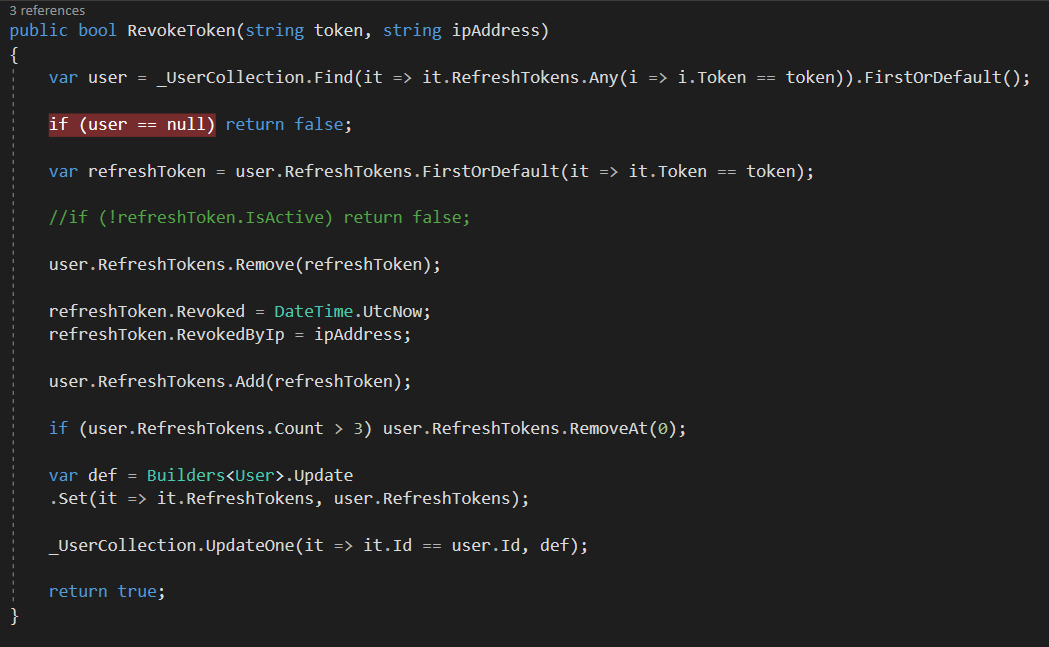 3 references
public bool RevokeToken(string token, string ipAddress)
{
var user = _UserCollection.Find(it => it.RefreshTokens.Any(i => i.Token == token)).FirstOrDefault();
if (user == null) return false;
var refreshToken = user.RefreshTokens.FirstOrDefault(it => it.Token == token);
//if (!refreshToken.IsActive) return false;
user.RefreshTokens.Remove(refreshToken);
refreshToken.Revoked = DateTime.UtcNow;
refreshToken.RevokedByIp = ipAddress;
user.RefreshTokens.Add(refreshToken);
if (user.RefreshTokens.Count > 3) user.RefreshTokens.RemoveAt(0);
var def = Builders<User>.Update
.Set(it => it.RefreshTokens, user.RefreshTokens);
_UserCollection.UpdateOne(it => it.Id == user.Id, def);
return true;
}